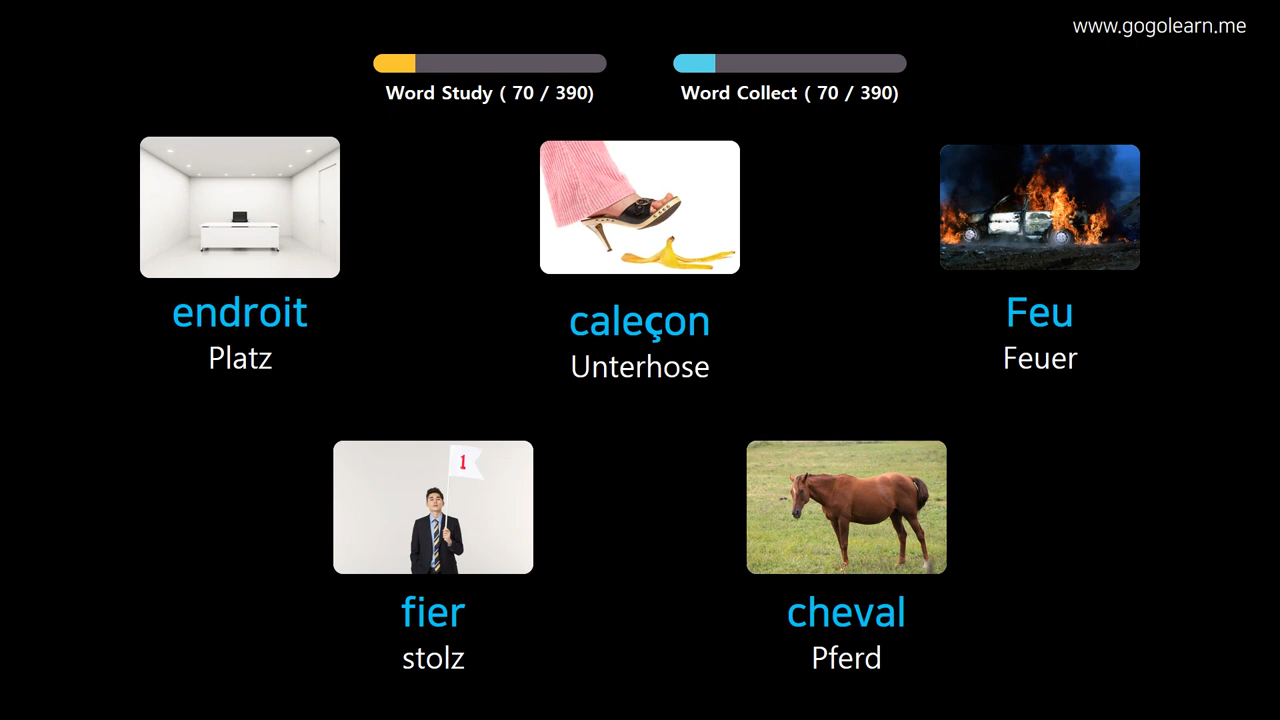 www.gogolearn.me
Word Study ( 70 / 390)
Word Collect ( 70 / 390)
endroit
Platz
caleçon
Unterhose
Feu
Feuer
1
fier
stolz
cheval
Pferd